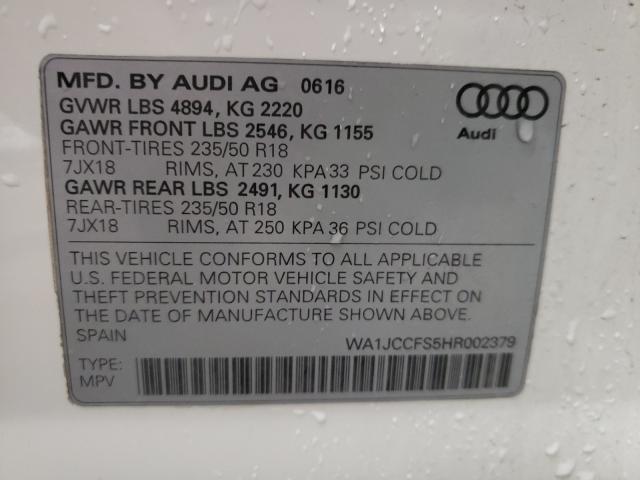 MFD. BY AUDI AG 0616
GVWR LBS 4894, KG 2220
GAWR FRONT LBS 2546, KG 1155
FRONT-TIRES 235/50 R18
7JX18 RIMS, AT 230 KPA 33 PSI COLD
GAWR REAR LBS 2491, KG 1130
REAR-TIRES 235/50 R18
7JX18 RIMS, AT 250 KPA 36 PSI COLD
Audi
THIS VEHICLE CONFORMS TO ALL APPLICABLE
U.S. FEDERAL MOTOR VEHICLE SAFETY AND
THEFT PREVENTION STANDARDS IN EFFECT ON
THE DATE OF MANUFACTURE SHOWN ABOVE.
SPAIN
WA1JCCFS5HR002379
TYPE:
MPV